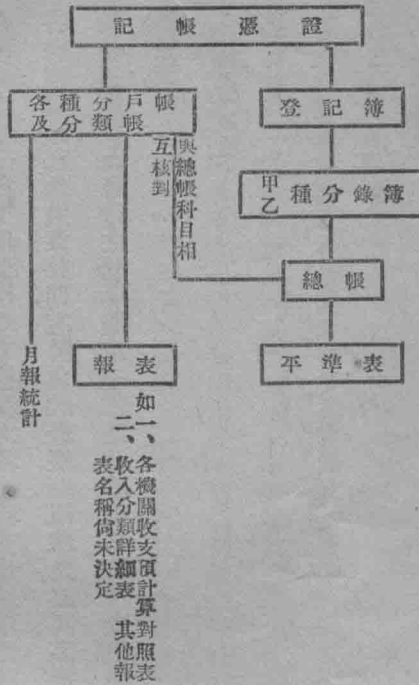 記帳憑證
登記簿
甲乙種分錄簿
總帳
平準表
各種分戶帳
及分類帳
與總帳科目相
互核對
報表
如一、各機關收支預計算對照表
二、收入分類詳細表 其他報
表名稱尙未決定
月報統計